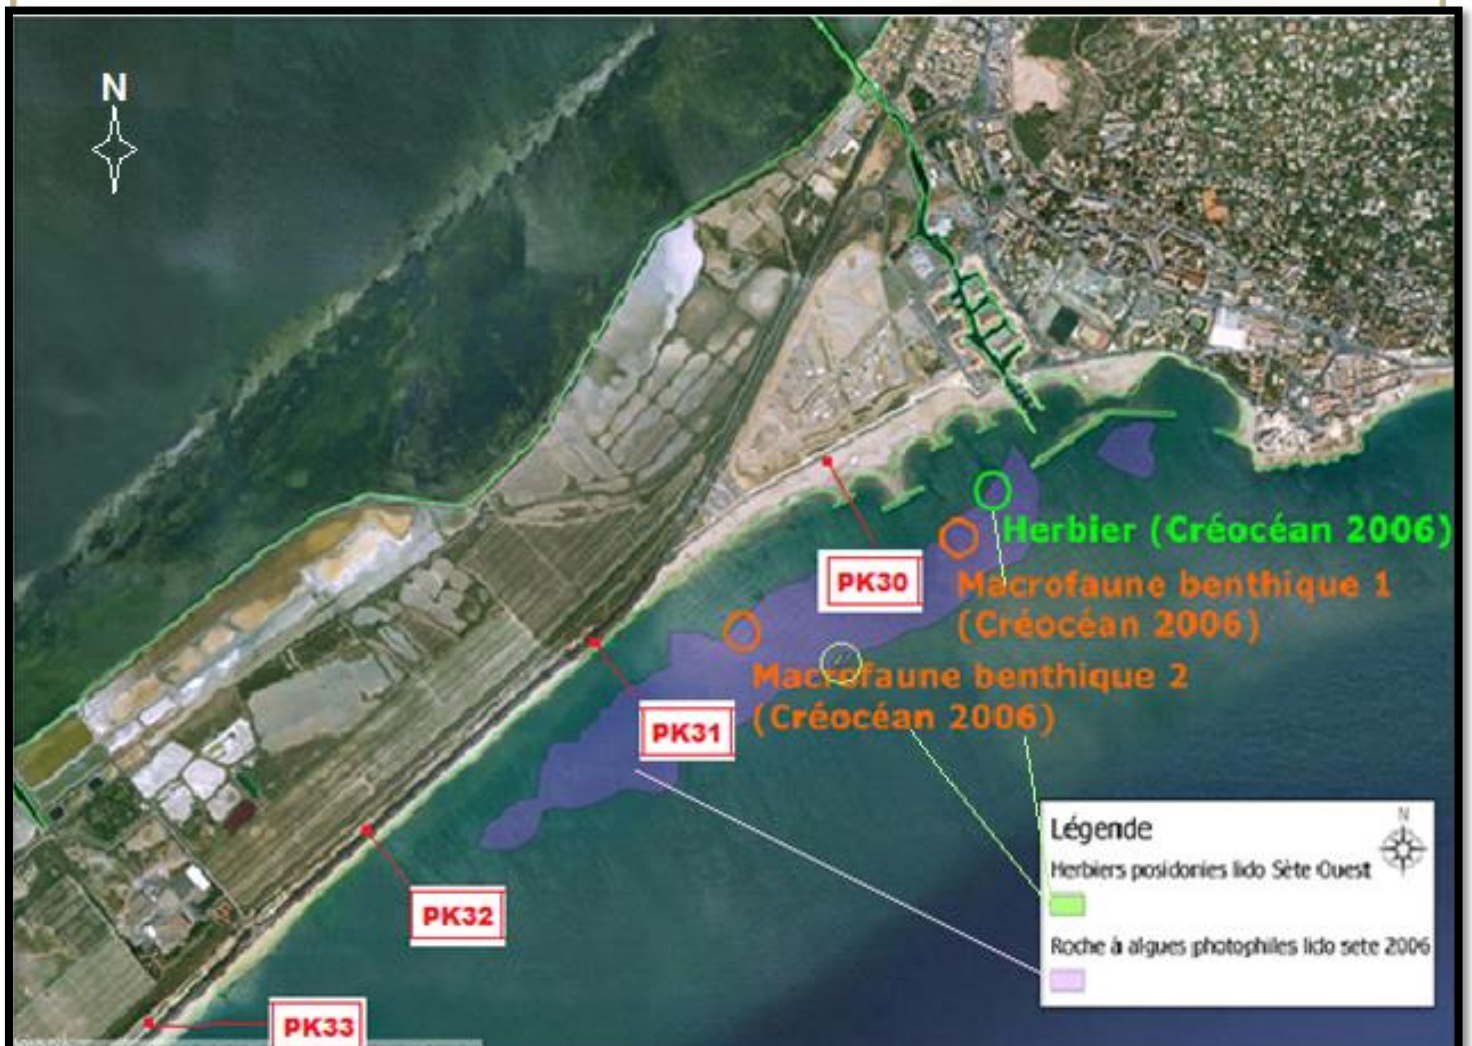 N
Herbier (Créocéan 2006)
PK30
Macrofaune benthique 1
(Créocéan 2006)
Macrofaune benthique 2
(Créocéan 2006)
PK31
Légende
N
Herbiers posidonies lido Sète Ouest
Roche à algues photophiles lido sete 2006
PK32
PK33